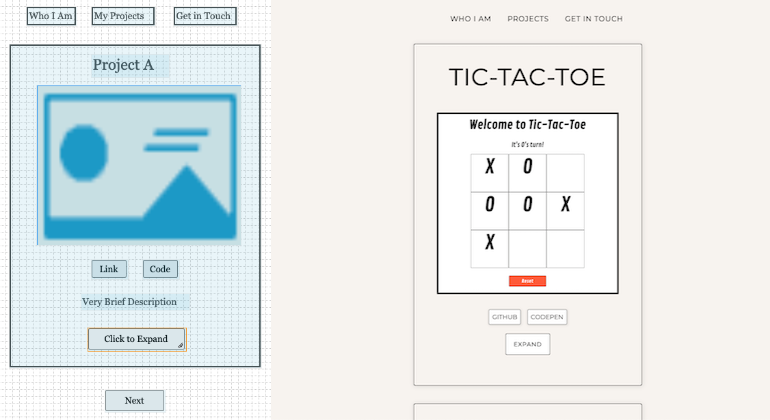 Who I Am My Projects Get in Touch
Project A
Link Code
Very Brief Description
Click to Expand
Next
WHO I AM PROJECTS GET IN TOUCH
TIC-TAC-TOE
Welcome to Tic-Tac-Toe
It's O's turn!
X O
O O X
X
Reset
GITHUB CODEPEN
EXPAND